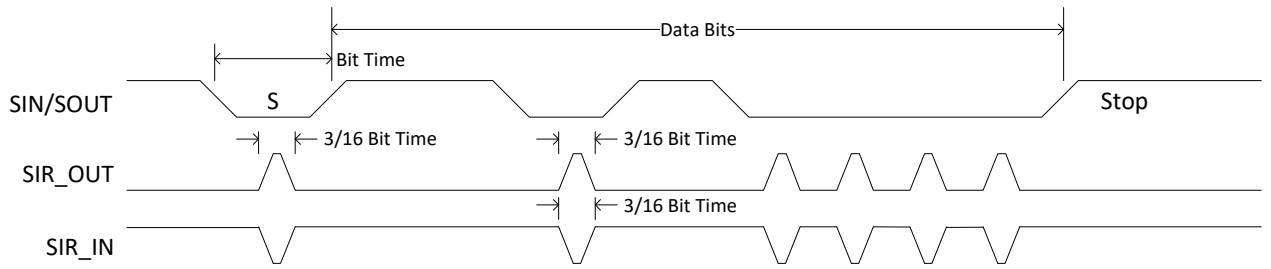 Data Bits
Bit Time
SIN/SOUT
S
Stop
3/16 Bit Time
3/16 Bit Time
SIR_OUT
3/16 Bit Time
SIR_IN